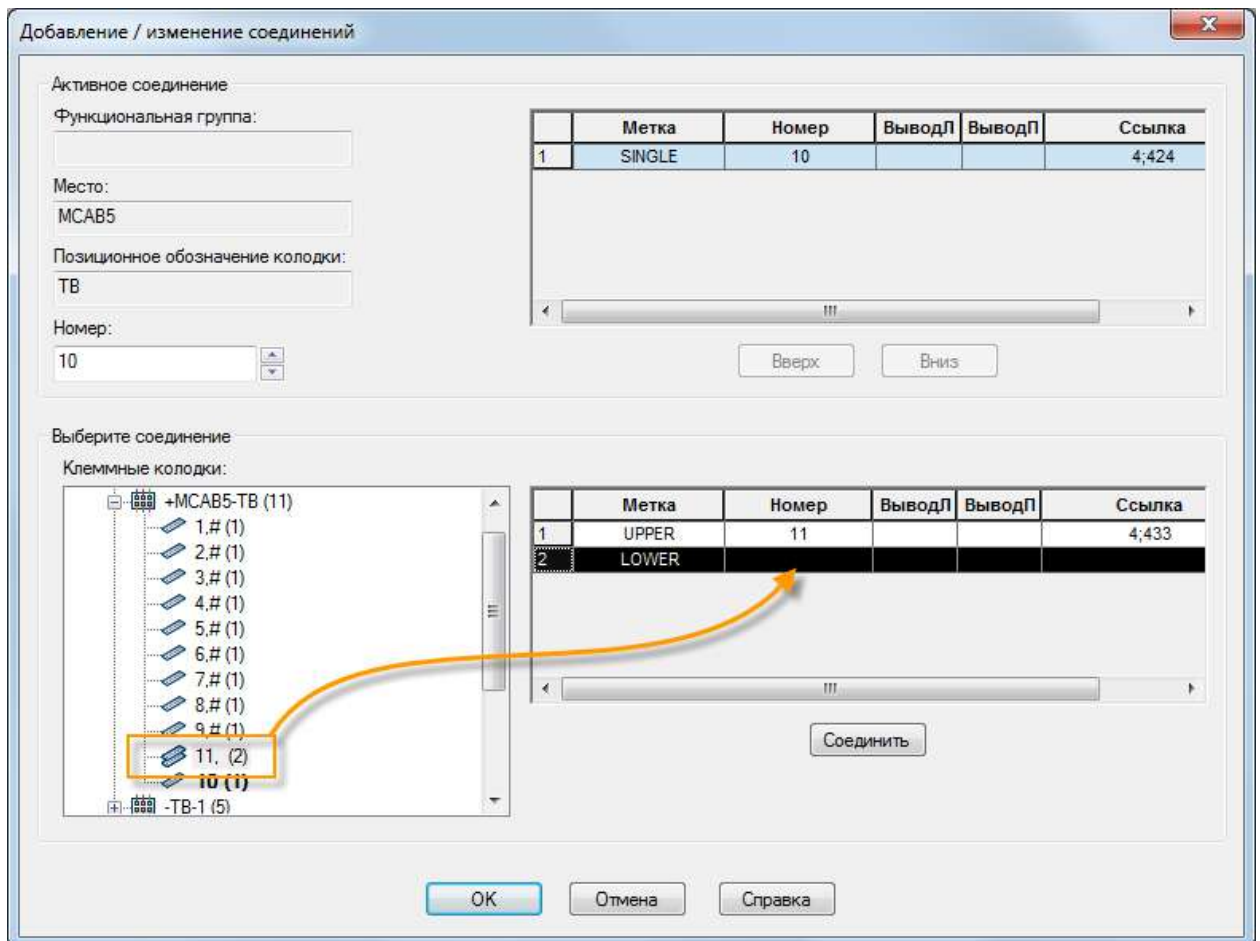 Добавление / изменение соединений
Активное соединение
Функциональная группа:
Место:
MCAB5
Позиционное обозначение колодки:
TB
Номер:
10
Метка Номер ВыводЛ ВыводП Ссылка
1 SINGLE 10 4;424
Вверх Вниз
Выберите соединение
Клеммные колодки:
+MCAB5-TB (11)
1,# (1)
2,# (1)
3,# (1)
4,# (1)
5,# (1)
6,# (1)
7,# (1)
8,# (1)
9,# (1)
11, (2)
10 (1)
-TB-1 (5)
Метка Номер ВыводЛ ВыводП Ссылка
1 UPPER 11 4;433
2 LOWER
Соединить
OK Отмена Справка